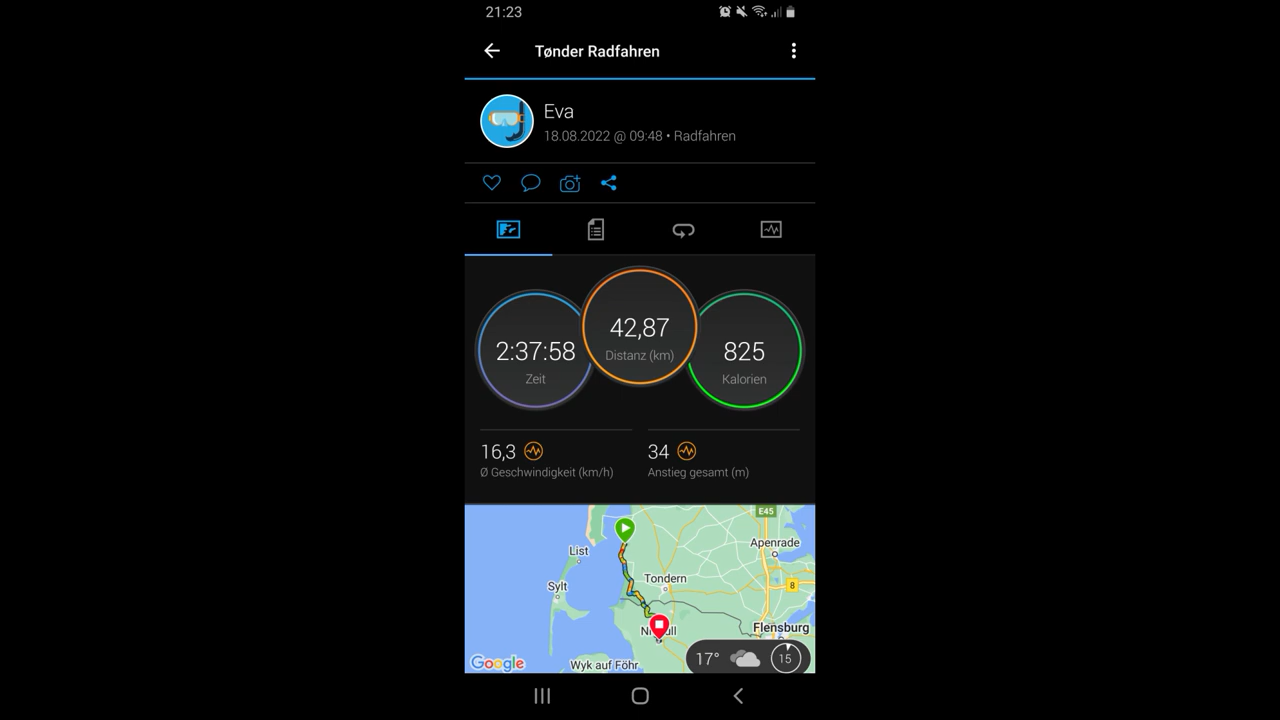 21:23
Tønder Radfahren
Eva
18.08.2022 @ 09:48 • Radfahren
42,87
Distanz (km)
2:37:58
Zeit
825
Kalorien
16,3
Ø Geschwindigkeit (km/h)
34
Anstieg gesamt (m)
E45
Apenrade
List
Tondern
Sylt
8
Flensburg
Wyk auf Föhr
17°
15
Google